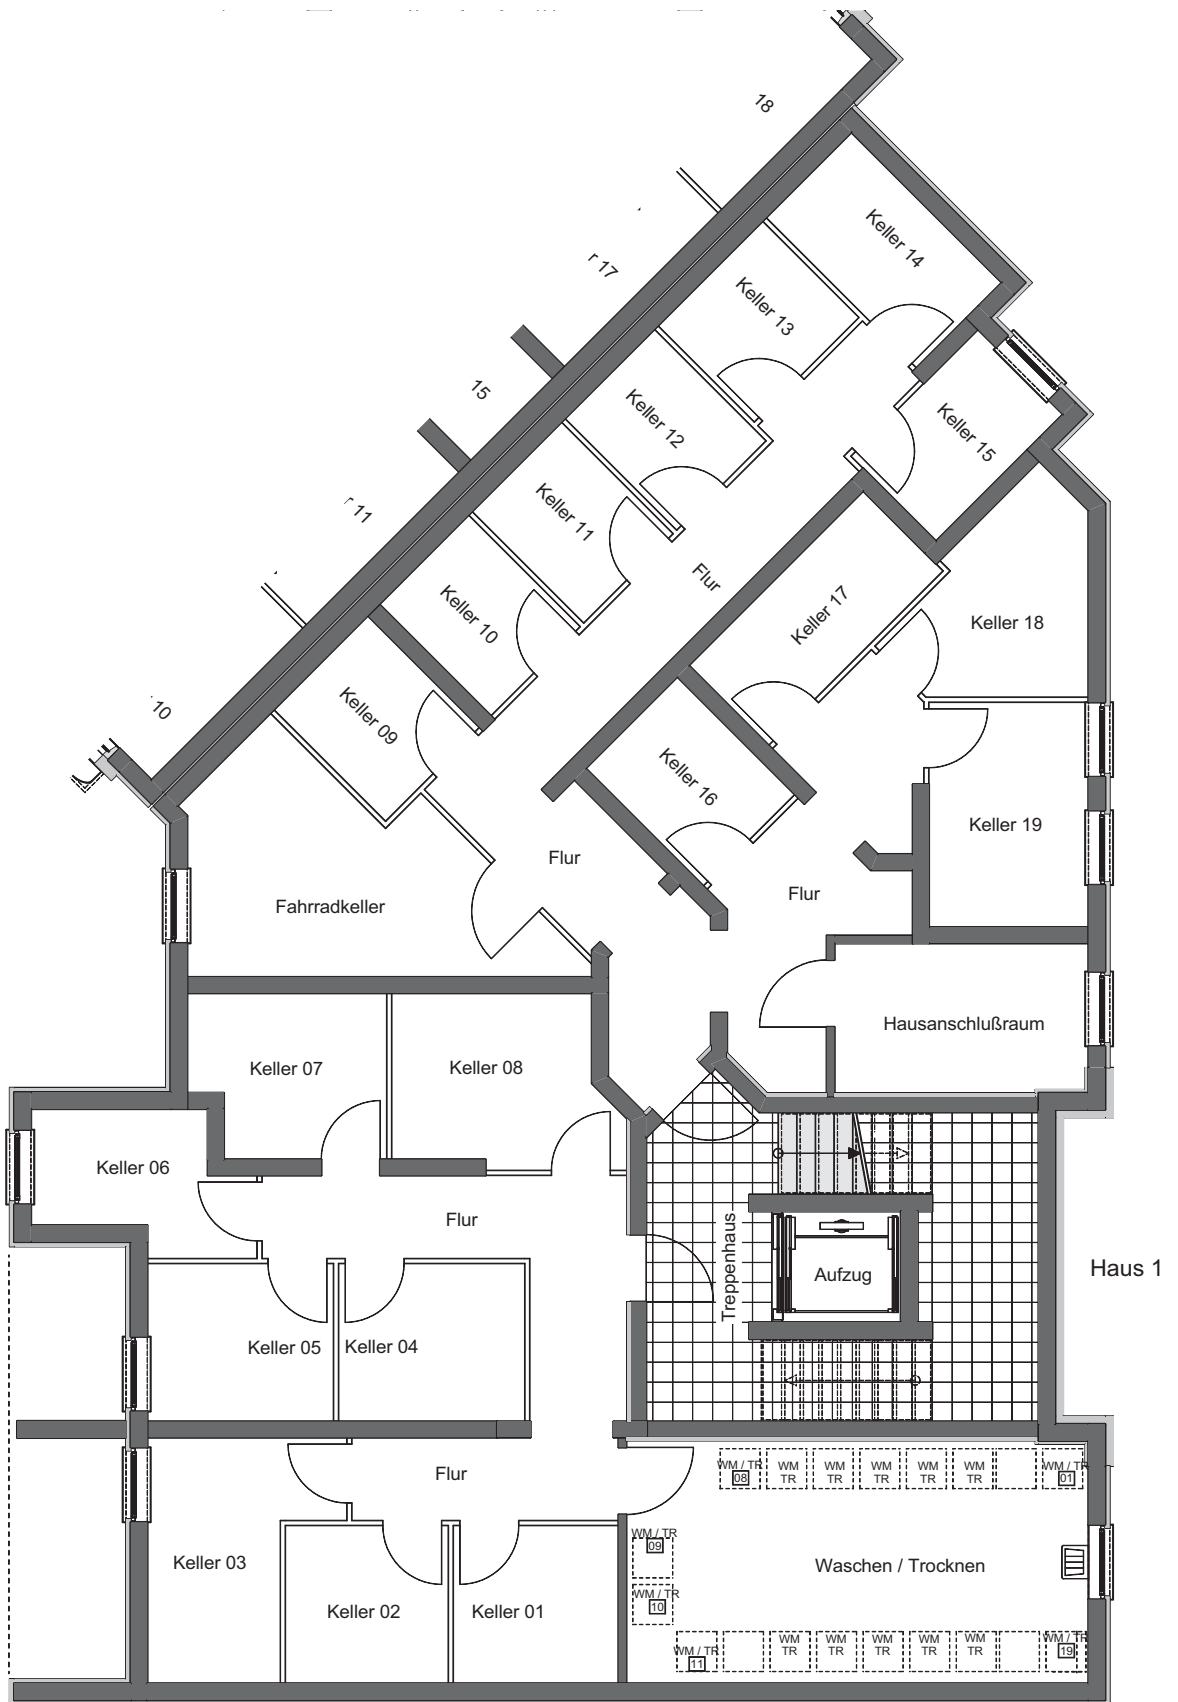 18
Keller 14
r 17
Keller 13
15
Keller 12
Keller 15
r 11
Keller 11
Flur
Keller 10
Keller 17
Keller 18
10
Keller 09
Keller 16
Keller 19
Flur
Flur
Fahrradkeller
Hausanschlußraum
Keller 07
Keller 08
Keller 06
Flur
Treppenhaus
Aufzug
Haus 1
Keller 05
Keller 04
Flur
WM / TR
08
WM
TR
WM
TR
WM
TR
WM
TR
WM
TR
WM / TR
01
WM / TR
09
Keller 03
Waschen / Trocknen
WM / TR
10
Keller 02
Keller 01
WM / TR
11
WM
TR
WM
TR
WM
TR
WM
TR
WM
TR
WM / TR
19